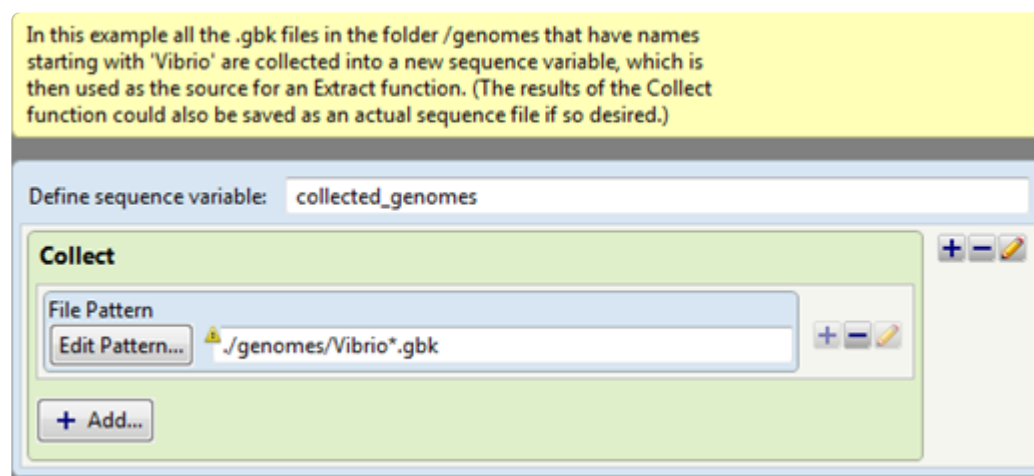 In this example all the .gbk files in the folder /genomes that have names
starting with 'Vibrio' are collected into a new sequence variable, which is
then used as the source for an Extract function. (The results of the Collect
function could also be saved as an actual sequence file if so desired.)
Define sequence variable: collected_genomes
Collect
File Pattern
Edit Pattern... ./genomes/Vibrio*.gbk
+ Add...